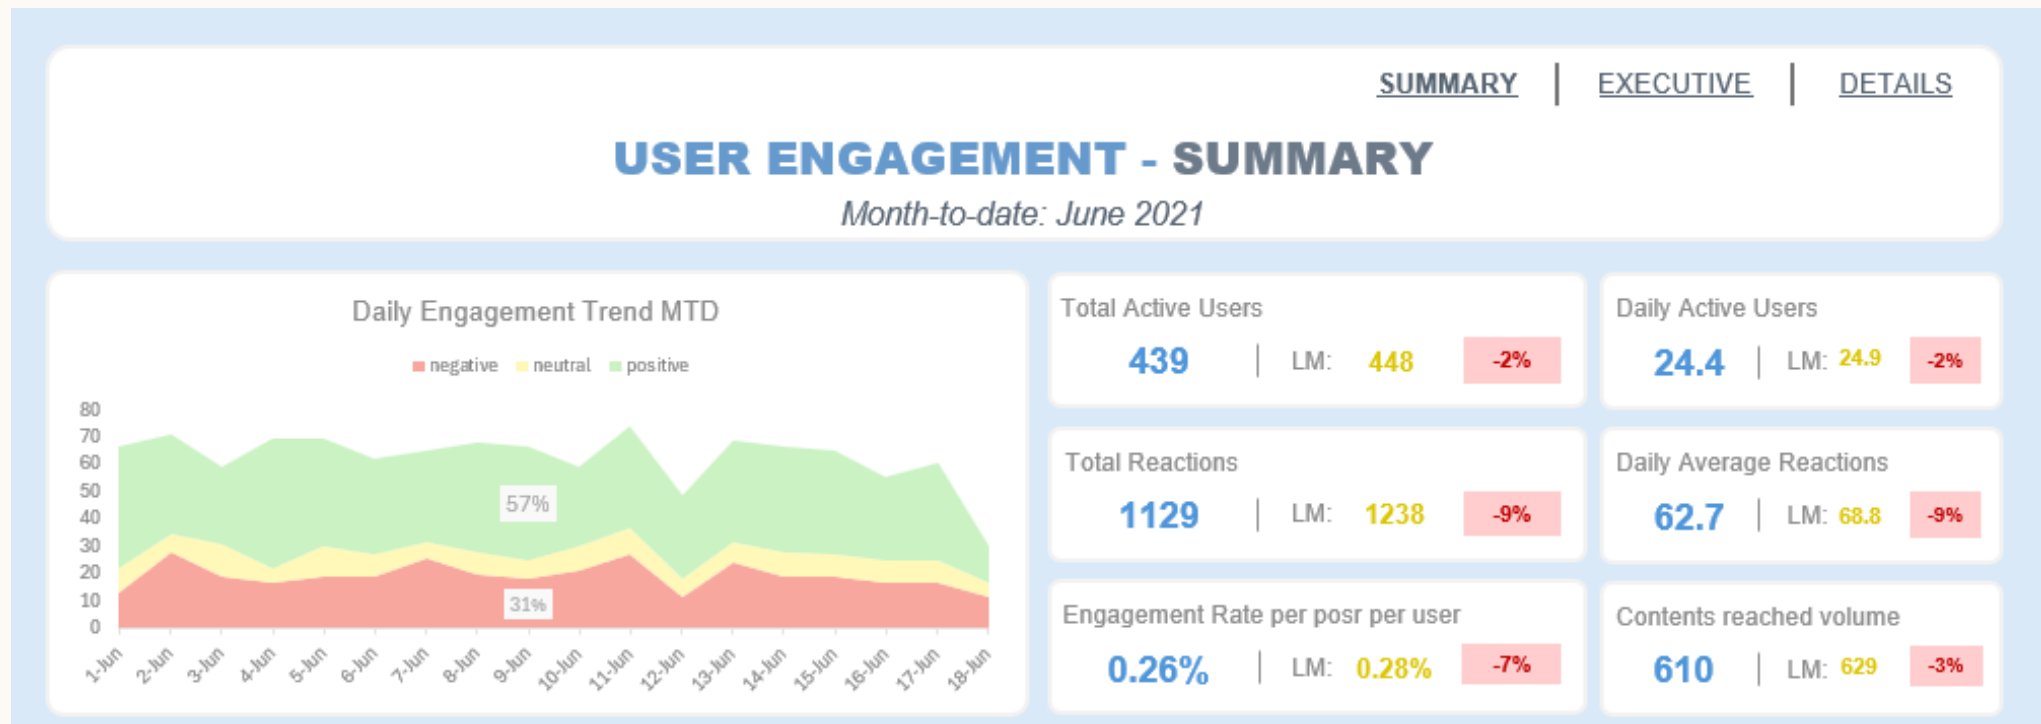 SUMMARY | EXECUTIVE | DETAILS
USER ENGAGEMENT - SUMMARY
Month-to-date: June 2021
Daily Engagement Trend MTD
negative neutral positive
80
70
60
50
40
30
20
10
0
57%
31%
1-Jun 2-Jun 3-Jun 4-Jun 5-Jun 6-Jun 7-Jun 8-Jun 9-Jun 10-Jun 11-Jun 12-Jun 13-Jun 14-Jun 15-Jun 16-Jun 17-Jun 18-Jun
Total Active Users
439 | LM: 448 -2%
Daily Active Users
24.4 | LM: 24.9 -2%
Total Reactions
1129 | LM: 1238 -9%
Daily Average Reactions
62.7 | LM: 68.8 -9%
Engagement Rate per posr per user
0.26% | LM: 0.28% -7%
Contents reached volume
610 | LM: 629 -3%